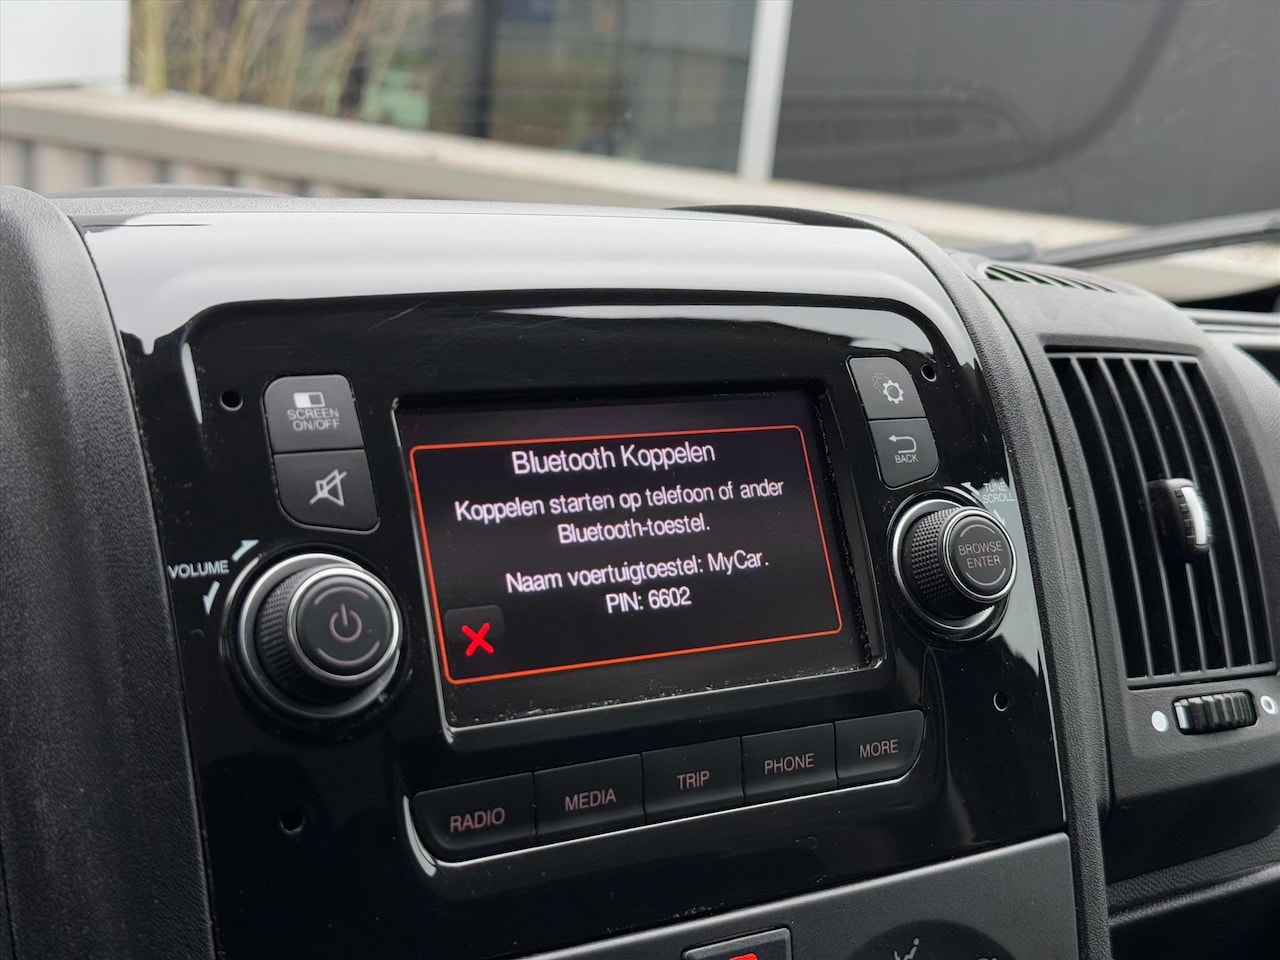 SCREEN
ON/OFF
BACK
TUNE
SCROLL
VOLUME
BROWSE
ENTER
Bluetooth Koppelen
Koppelen starten op telefoon of ander
Bluetooth-toestel.
Naam voertuigtoestel: MyCar.
PIN: 6602
RADIO
MEDIA
TRIP
PHONE
MORE